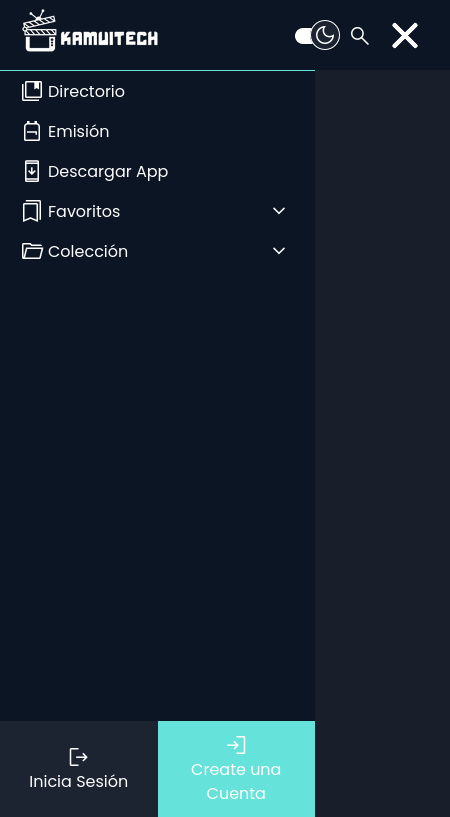 KAMUITECH
Directorio
Emisión
Descargar App
Favoritos
Colección
Inicia Sesión
Create una
Cuenta